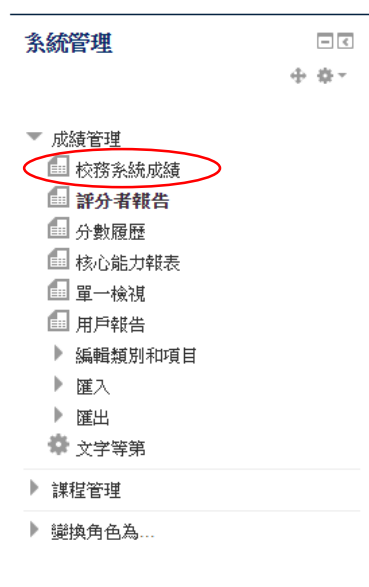 系統管理
成績管理
校務系統成績
評分者報告
分數履歷
核心能力報表
單一檢視
用戶報告
編輯類別和項目
匯入
匯出
文字等第
課程管理
變換角色為...